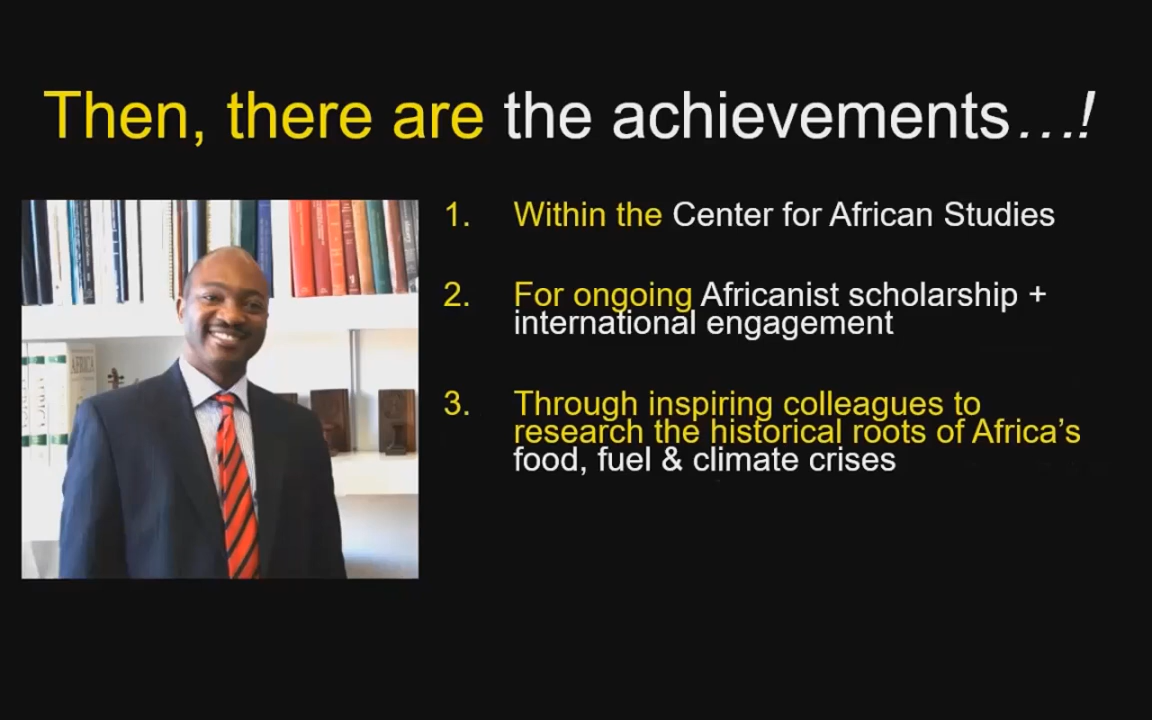 Then, there are the achievements…!
1. Within the Center for African Studies
2. For ongoing Africanist scholarship +
international engagement
3. Through inspiring colleagues to
research the historical roots of Africa’s
food, fuel & climate crises
AFRICA